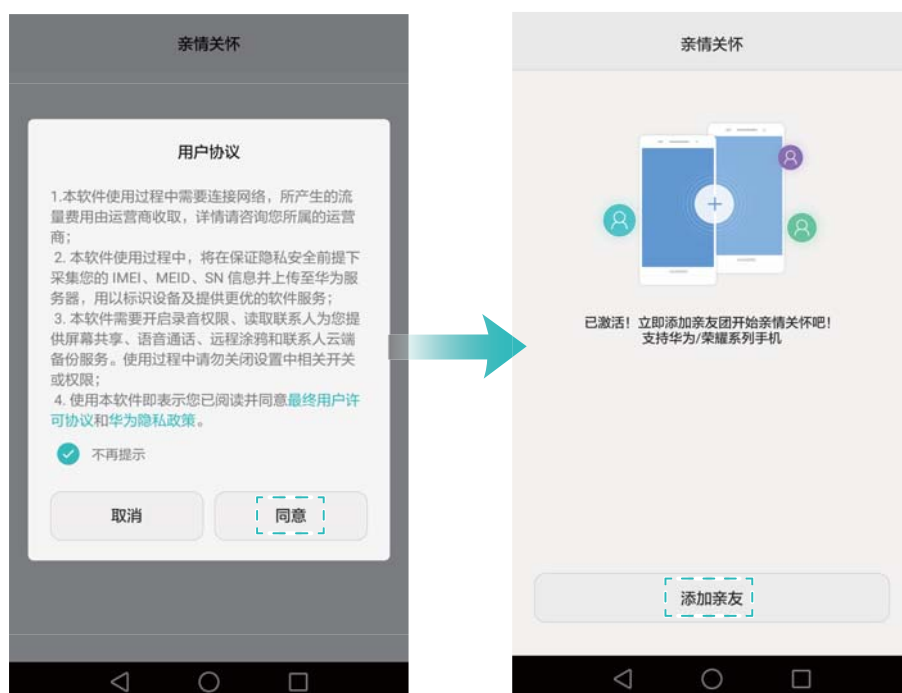 亲情关怀
用户协议
1.本软件使用过程中需要连接网络，所产生的流
量费用由运营商收取，详情请咨询您所属的运营
商；
2. 本软件使用过程中，将在保证隐私安全前提下
采集您的 IMEI、MEID、SN 信息并上传至华为服
务器，用以标识设备及提供更优的软件服务；
3. 本软件需要开启录音权限、读取联系人为您提
供屏幕共享、语音通话、远程涂鸦和联系人云端
备份服务。使用过程中请勿关闭设置中相关开关
或权限；
4. 使用本软件即表示您已阅读并同意最终用户许
可协议和华为隐私政策。
不再提示
取消
同意
亲情关怀
已激活！立即添加亲友团开始亲情关怀吧！
支持华为/荣耀系列手机
添加亲友